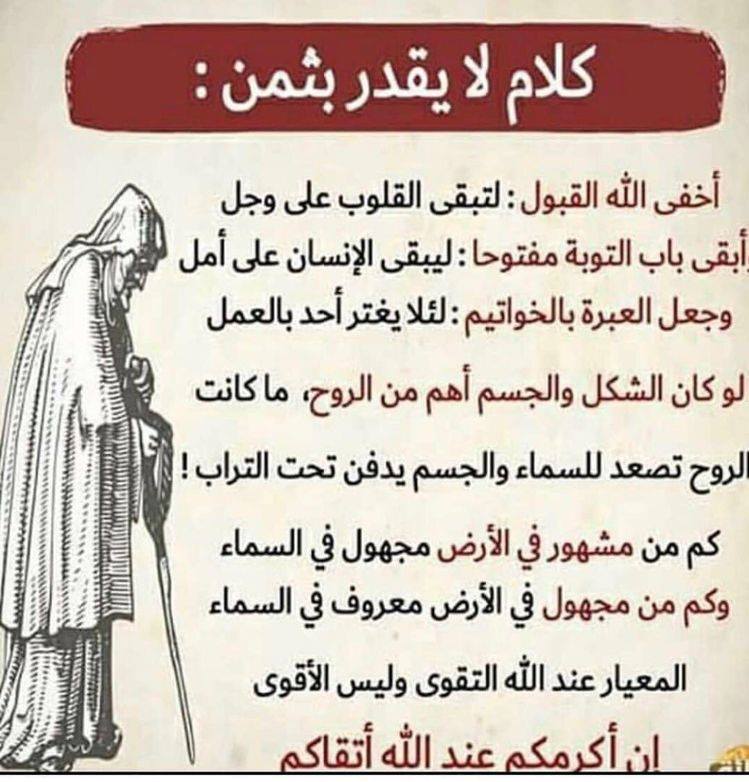 كلام لا يقدر بثمن :
أخفى الله القبول : لتبقى القلوب على وجل
أبقى باب التوبة مفتوحا : ليبقى الإنسان على أمل
وجعل العبرة بالخواتيم : لئلا يغتر أحد بالعمل
لو كان الشكل والجسم أهم من الروح، ما كانت
الروح تصعد للسماء والجسم يدفن تحت التراب !
كم من مشهور في الأرض مجهول في السماء
وكم من مجهول في الأرض معروف في السماء
المعيار عند الله التقوى وليس الأقوى
إن أكرمكم عند الله أتقاكم